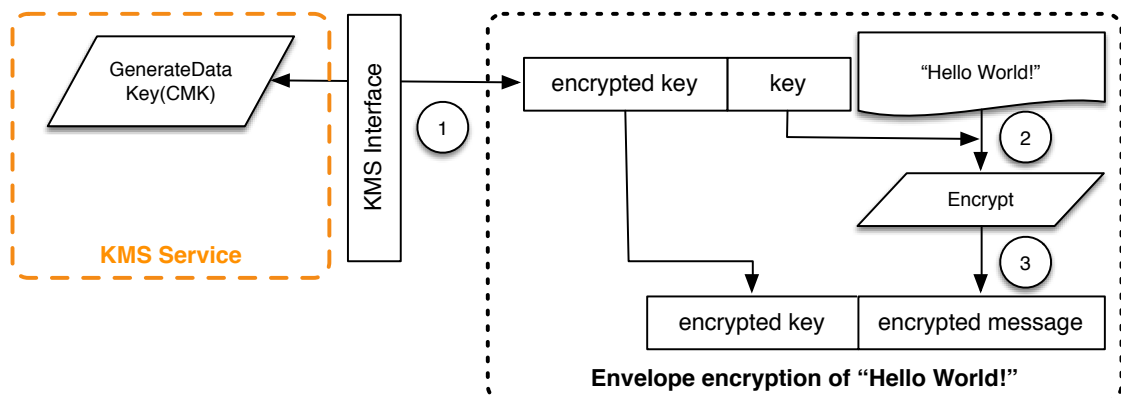 GenerateData
Key(CMK)
KMS Service
KMS Interface
1
encrypted key
key
“Hello World!”
2
Encrypt
3
encrypted key
encrypted message
Envelope encryption of “Hello World!”